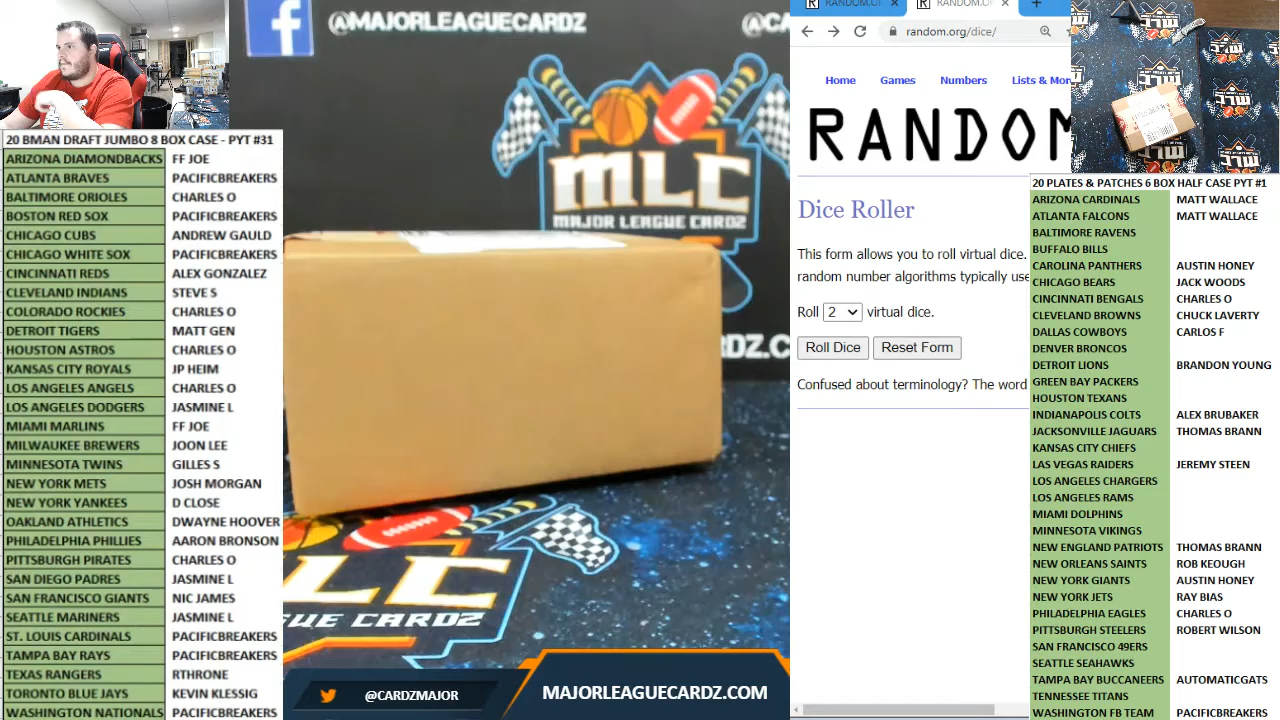 @MAJORLEAGUECARDZ
MLC
MAJOR LEAGUE CARDZ
20 BMAN DRAFT JUMBO 8 BOX CASE - PYT #31
ARIZONA DIAMONDBACKS FF JOE
ATLANTA BRAVES PACIFICBREAKERS
BALTIMORE ORIOLES CHARLES O
BOSTON RED SOX PACIFICBREAKERS
CHICAGO CUBS ANDREW GAULD
CHICAGO WHITE SOX PACIFICBREAKERS
CINCINNATI REDS ALEX GONZALEZ
CLEVELAND INDIANS STEVE S
COLORADO ROCKIES CHARLES O
DETROIT TIGERS MATT GEN
HOUSTON ASTROS CHARLES O
KANSAS CITY ROYALS JP HEIM
LOS ANGELES ANGELS CHARLES O
LOS ANGELES DODGERS JASMINE L
MIAMI MARLINS FF JOE
MILWAUKEE BREWERS JOON LEE
MINNESOTA TWINS GILLES S
NEW YORK METS JOSH MORGAN
NEW YORK YANKEES D CLOSE
OAKLAND ATHLETICS DWAYNE HOOVER
PHILADELPHIA PHILLIES AARON BRONSON
PITTSBURGH PIRATES CHARLES O
SAN DIEGO PADRES JASMINE L
SAN FRANCISCO GIANTS NIC JAMES
SEATTLE MARINERS JASMINE L
ST. LOUIS CARDINALS PACIFICBREAKERS
TAMPA BAY RAYS PACIFICBREAKERS
TEXAS RANGERS RTHRONE
TORONTO BLUE JAYS KEVIN KLESSIG
WASHINGTON NATIONALS PACIFICBREAKERS
DZ.C
LC
GUE CARDZ
@CARDZMAJOR
MAJORLEAGUECARDZ.COM
RANDOM.O
RANDOM.OF
random.org/dice/
Home Games Numbers Lists & Mor
RANDOM
Dice Roller
This form allows you to roll virtual dice.
random number algorithms typically use
Roll 2 virtual dice.
Roll Dice Reset Form
Confused about terminology? The word
20 PLATES & PATCHES 6 BOX HALF CASE PYT #1
ARIZONA CARDINALS MATT WALLACE
ATLANTA FALCONS MATT WALLACE
BALTIMORE RAVENS
BUFFALO BILLS
CAROLINA PANTHERS AUSTIN HONEY
CHICAGO BEARS JACK WOODS
CINCINNATI BENGALS CHARLES O
CLEVELAND BROWNS CHUCK LAVERTY
DALLAS COWBOYS CARLOS F
DENVER BRONCOS
DETROIT LIONS BRANDON YOUNG
GREEN BAY PACKERS
HOUSTON TEXANS
INDIANAPOLIS COLTS ALEX BRUBAKER
JACKSONVILLE JAGUARS THOMAS BRANN
KANSAS CITY CHIEFS
LAS VEGAS RAIDERS JEREMY STEEN
LOS ANGELES CHARGERS
LOS ANGELES RAMS
MIAMI DOLPHINS
MINNESOTA VIKINGS
NEW ENGLAND PATRIOTS THOMAS BRANN
NEW ORLEANS SAINTS ROB KEOUGH
NEW YORK GIANTS AUSTIN HONEY
NEW YORK JETS RAY BIAS
PHILADELPHIA EAGLES CHARLES O
PITTSBURGH STEELERS ROBERT WILSON
SAN FRANCISCO 49ERS
SEATTLE SEAHAWKS
TAMPA BAY BUCCANEERS AUTOMATICGATS
TENNESSEE TITANS
WASHINGTON FB TEAM PACIFICBREAKERS